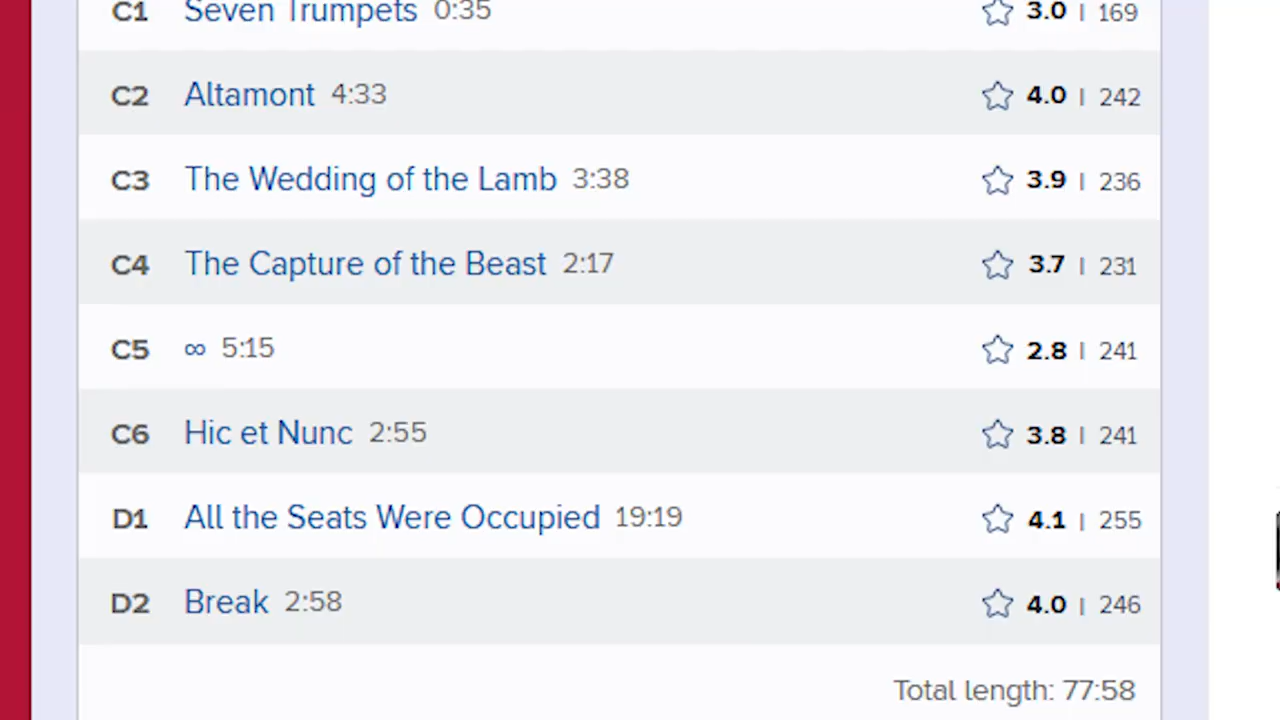 C1 Seven Trumpets 0:35 3.0 | 169
C2 Altamont 4:33 4.0 | 242
C3 The Wedding of the Lamb 3:38 3.9 | 236
C4 The Capture of the Beast 2:17 3.7 | 231
C5 ∞ 5:15 2.8 | 241
C6 Hic et Nunc 2:55 3.8 | 241
D1 All the Seats Were Occupied 19:19 4.1 | 255
D2 Break 2:58 4.0 | 246
Total length: 77:58